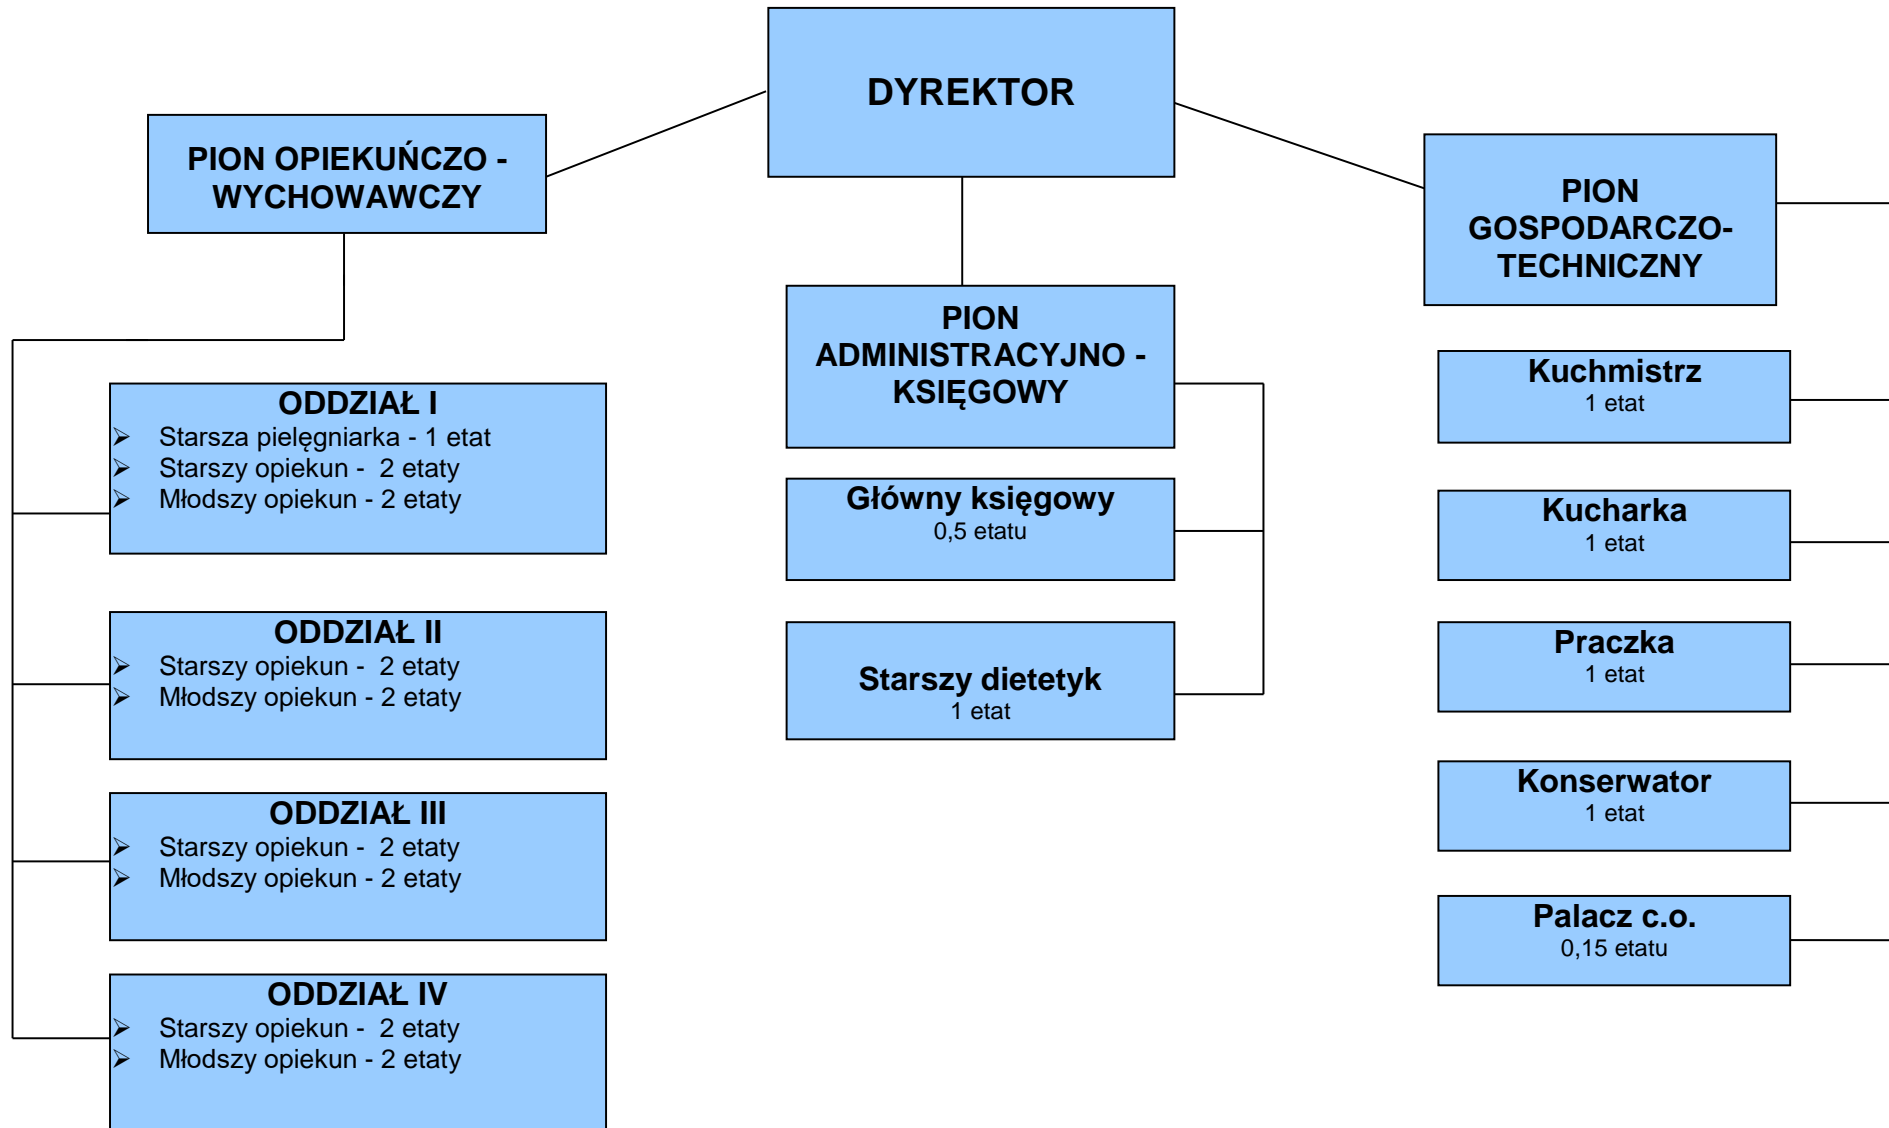 DYREKTOR
PION OPIEKUŃCZO -
WYCHOWAWCZY
ODDZIAŁ I
➢ Starsza pielęgniarka - 1 etat
➢ Starszy opiekun - 2 etaty
➢ Młodszy opiekun - 2 etaty
ODDZIAŁ II
➢ Starszy opiekun - 2 etaty
➢ Młodszy opiekun - 2 etaty
ODDZIAŁ III
➢ Starszy opiekun - 2 etaty
➢ Młodszy opiekun - 2 etaty
ODDZIAŁ IV
➢ Starszy opiekun - 2 etaty
➢ Młodszy opiekun - 2 etaty
PION
ADMINISTRACYJNO -
KSIĘGOWY
Główny księgowy
0,5 etatu
Starszy dietetyk
1 etat
PION
GOSPODARCZO-
TECHNICZNY
Kuchmistrz
1 etat
Kucharka
1 etat
Praczka
1 etat
Konserwator
1 etat
Palacz c.o.
0,15 etatu